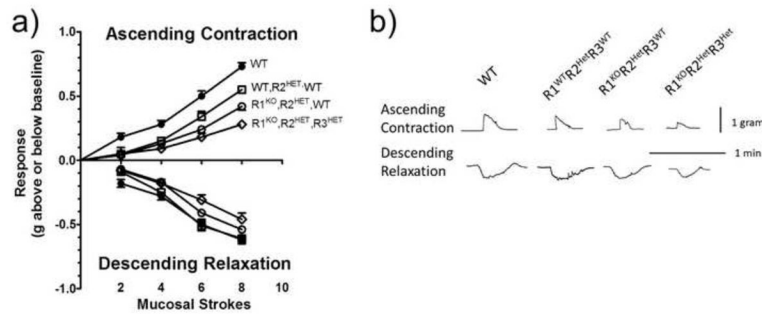 a)
Ascending Contraction
WT
WT,R2HET,WT
R1KO,R2HET,WT
R1KO,R2HET,R3HET
Descending Relaxation
Response
(g above or below baseline)
1.0
0.5
0.0
-0.5
-1.0
2 4 6 8 10
Mucosal Strokes
b)
WT
R1WTR2HetR3WT
R1KOR2HetR3WT
R1KOR2HetR3Het
Ascending
Contraction
1 gram
Descending
Relaxation
1 min